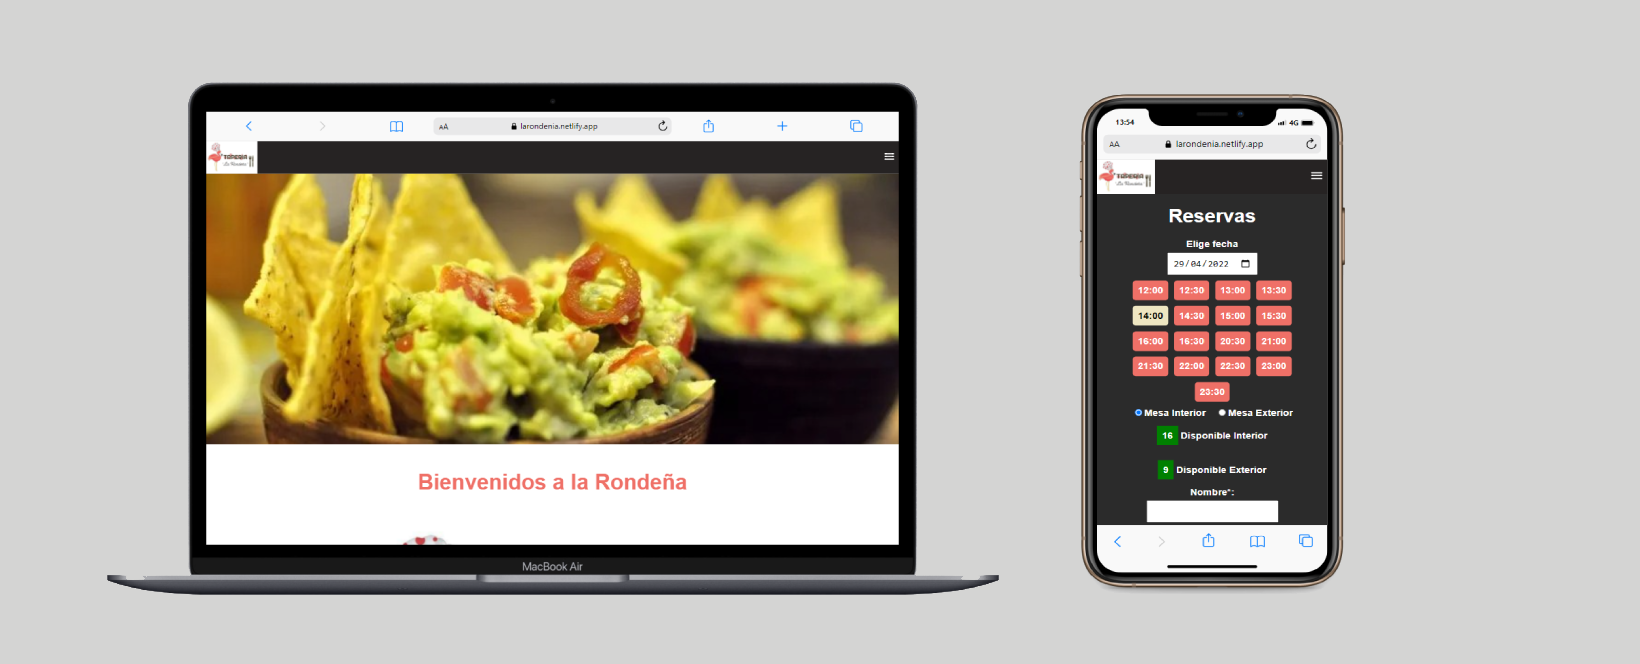 AA
larondenia.netlify.app
Bienvenidos a la Rondeña
MacBook Air
13:54
4G
AA
larondenia.netlify.app
Reservas
Elige fecha
29/04/2022
12:00 12:30 13:00 13:30
14:00 14:30 15:00 15:30
16:00 16:30 20:30 21:00
21:30 22:00 22:30 23:00
23:30
Mesa Interior Mesa Exterior
16 Disponible Interior
9 Disponible Exterior
Nombre*: